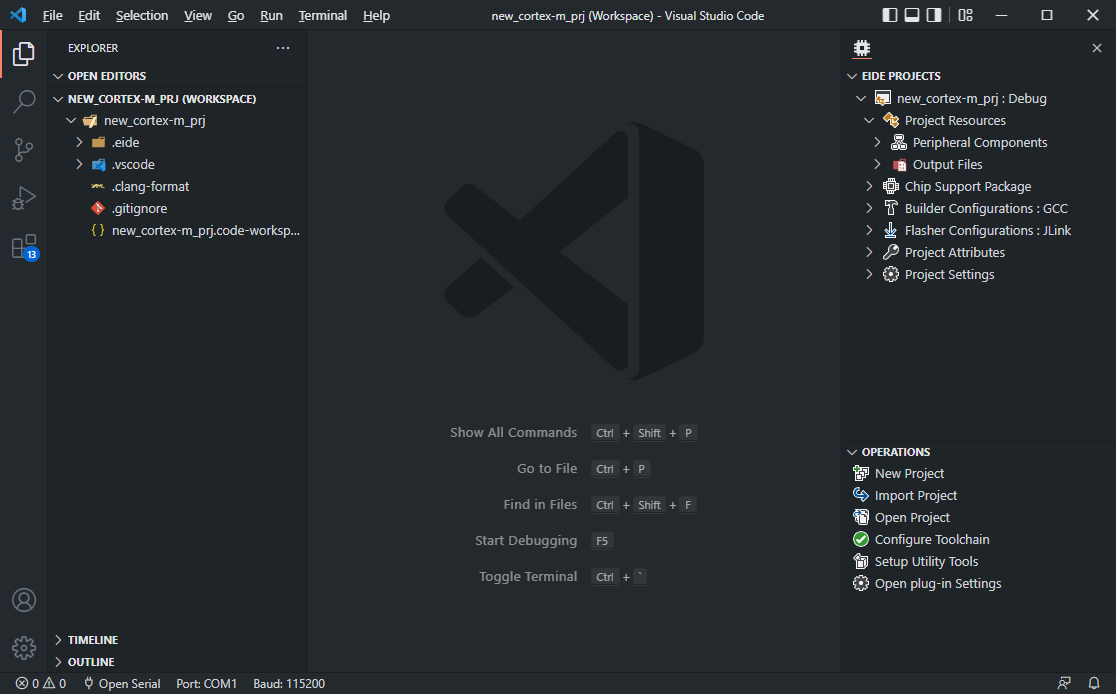 File Edit Selection View Go Run Terminal Help new_cortex-m_prj (Workspace) - Visual Studio Code
EXPLORER
OPEN EDITORS
NEW_CORTEX-M_PRJ (WORKSPACE)
new_cortex-m_prj
.eide
.vscode
.clang-format
.gitignore
{ } new_cortex-m_prj.code-worksp...
13
TIMELINE
OUTLINE
Show All Commands Ctrl + Shift + P
Go to File Ctrl + P
Find in Files Ctrl + Shift + F
Start Debugging F5
Toggle Terminal Ctrl + `
EIDE PROJECTS
new_cortex-m_prj : Debug
Project Resources
Peripheral Components
Output Files
Chip Support Package
Builder Configurations : GCC
Flasher Configurations : JLink
Project Attributes
Project Settings
OPERATIONS
New Project
Import Project
Open Project
Configure Toolchain
Setup Utility Tools
Open plug-in Settings
0 0 Open Serial Port: COM1 Baud: 115200